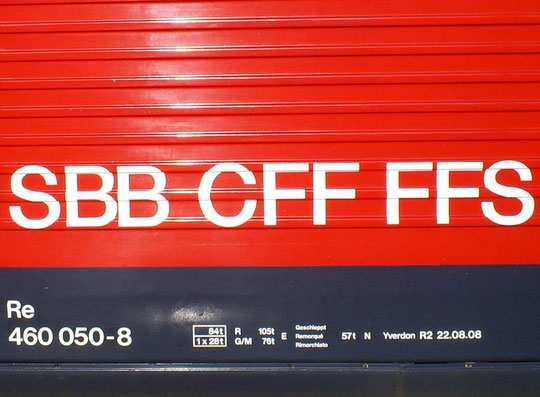 SBB CFF FFS
Re
460 050-8
84t R 105t E Geschleppt
Remorqué 57t N Yverdon R2 22.08.08
1 x 28t G/M 76t Rimorchiato